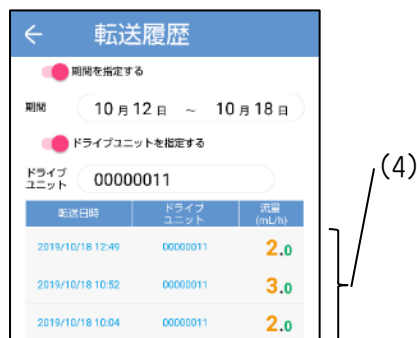 ← 転送履歴
期間を指定する
期間 10月12日 ~ 10月18日
ドライブユニットを指定する
ドライブ
ユニット 00000011
転送日時 ドライブ
ユニット 流量
(mL/h)
2019/10/18 12:49 00000011 2.0
2019/10/18 10:52 00000011 3.0
2019/10/18 10:04 00000011 2.0
(4)